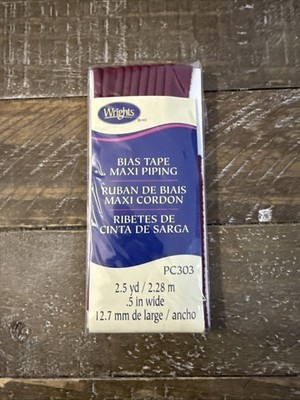 Wrights
BIAS TAPE
MAXI PIPING
RUBAN DE BIAIS
MAXI CORDON
RIBETES DE
CINTA DE SARGA
PC303
2.5 yd / 2.28 m
.5 in wide
12.7 mm de large / ancho